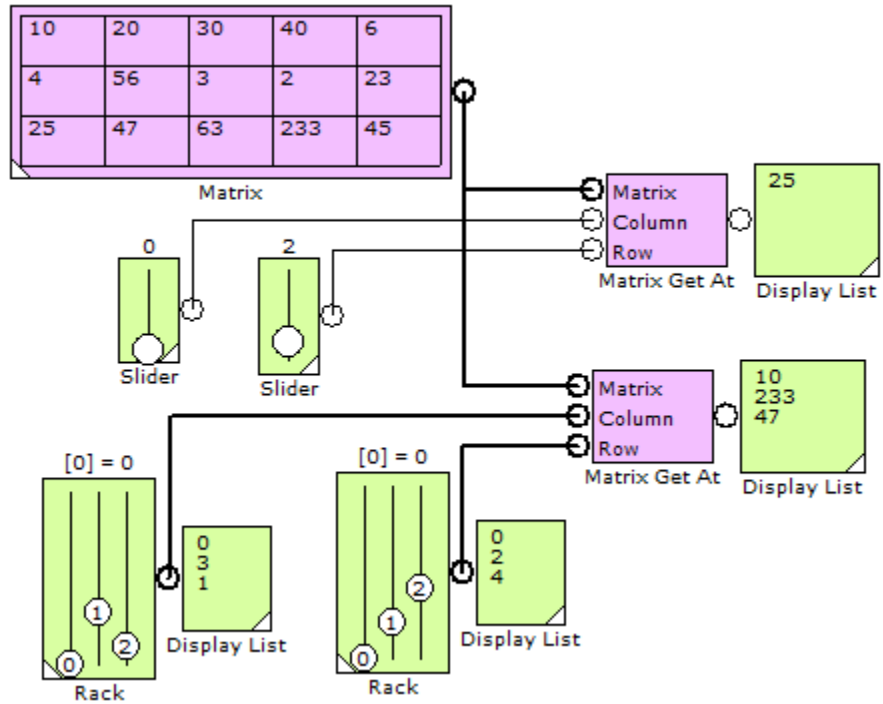 10 20 30 40 6
4 56 3 2 23
25 47 63 233 45
Matrix
Matrix
Column
Row
Matrix Get At
25
Display List
0
Slider
2
Slider
Matrix
Column
Row
Matrix Get At
10
233
47
Display List
[0] = 0
0
1
2
Rack
0
3
1
Display List
[0] = 0
0
1
2
Rack
0
2
4
Display List